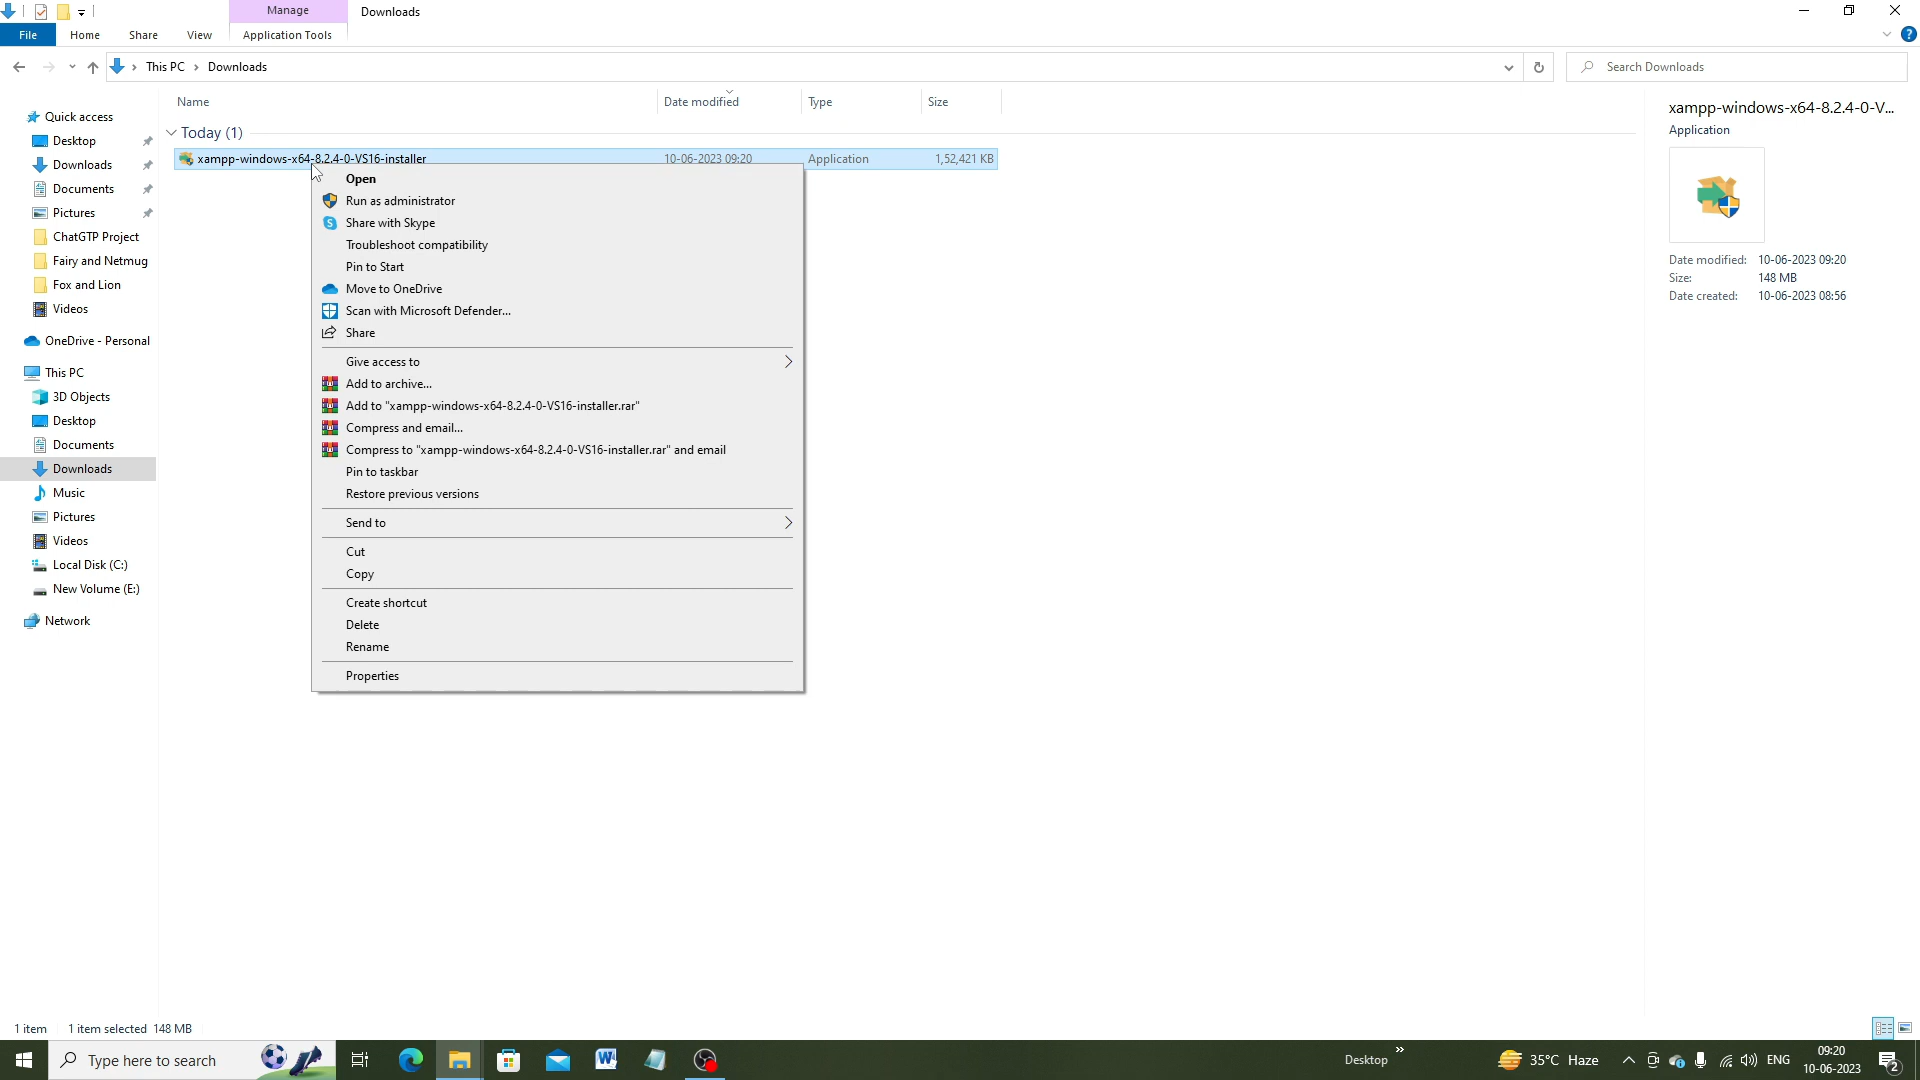 Manage
Downloads
File
Home
Share
View
Application Tools
This PC > Downloads
Search Downloads
Name
Date modified
Type
Size
Today (1)
xampp-windows-x64-8.2.4-0-VS16-installer
10-06-2023 09:20
Application
1,52,421 KB
Quick access
Desktop
Downloads
Documents
Pictures
ChatGTP Project
Fairy and Netmug
Fox and Lion
Videos
OneDrive - Personal
This PC
3D Objects
Desktop
Documents
Downloads
Music
Pictures
Videos
Local Disk (C:)
New Volume (E:)
Network
Open
Run as administrator
Share with Skype
Troubleshoot compatibility
Pin to Start
Move to OneDrive
Scan with Microsoft Defender...
Share
Give access to
Add to archive...
Add to "xampp-windows-x64-8.2.4-0-VS16-installer.rar"
Compress and email...
Compress to "xampp-windows-x64-8.2.4-0-VS16-installer.rar" and email
Pin to taskbar
Restore previous versions
Send to
Cut
Copy
Create shortcut
Delete
Rename
Properties
xampp-windows-x64-8.2.4-0-V...
Application
Date modified: 10-06-2023 09:20
Size: 148 MB
Date created: 10-06-2023 08:56
1 item
1 item selected 148 MB
Type here to search
Desktop
35°C Haze
ENG
09:20
10-06-2023
2